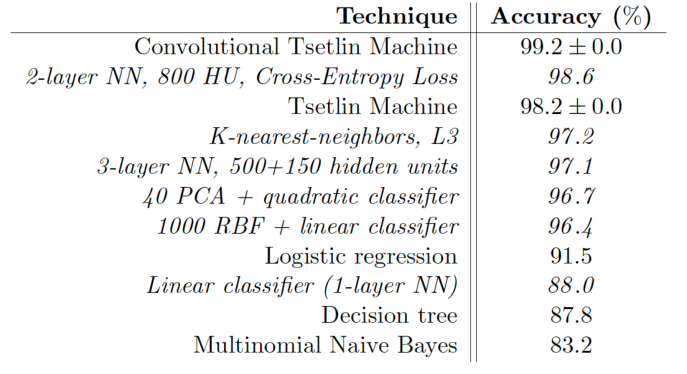 Technique Accuracy (%)
Convolutional Tsetlin Machine 99.2 ± 0.0
2-layer NN, 800 HU, Cross-Entropy Loss 98.6
Tsetlin Machine 98.2 ± 0.0
K-nearest-neighbors, L3 97.2
3-layer NN, 500+150 hidden units 97.1
40 PCA + quadratic classifier 96.7
1000 RBF + linear classifier 96.4
Logistic regression 91.5
Linear classifier (1-layer NN) 88.0
Decision tree 87.8
Multinomial Naive Bayes 83.2